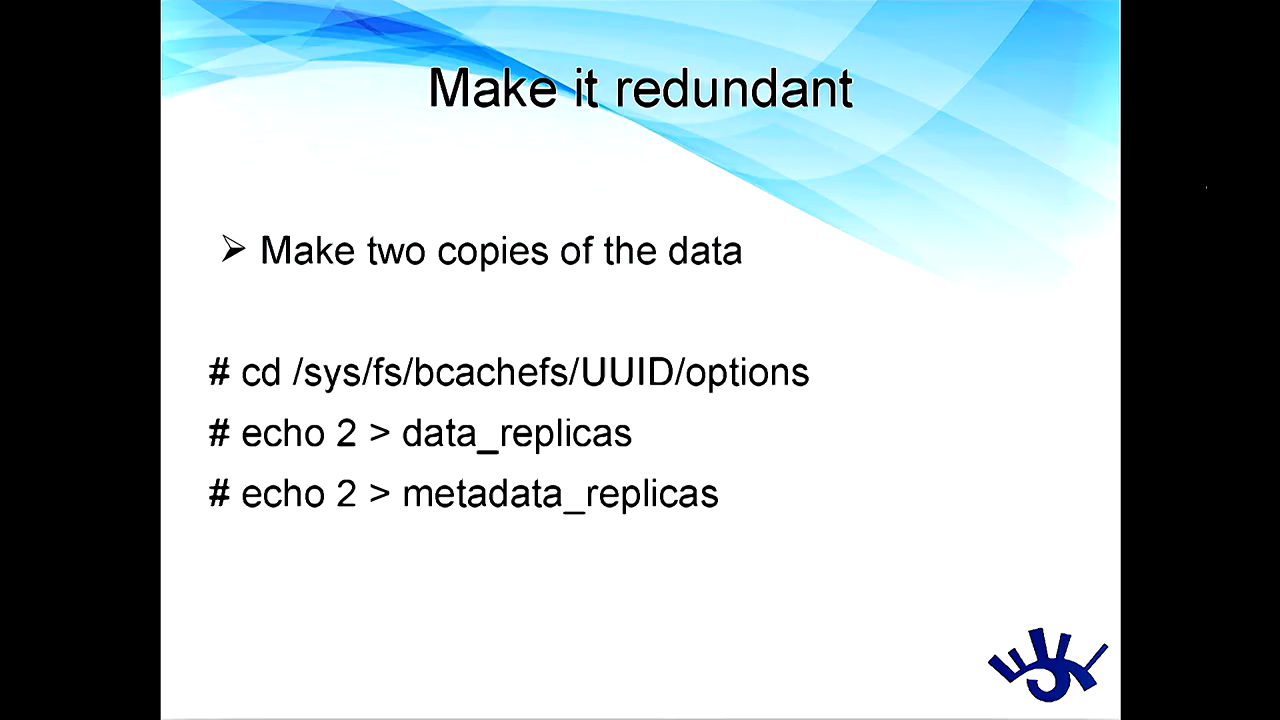 Make it redundant
➢ Make two copies of the data
# cd /sys/fs/bcachefs/UUID/options
# echo 2 > data_replicas
# echo 2 > metadata_replicas